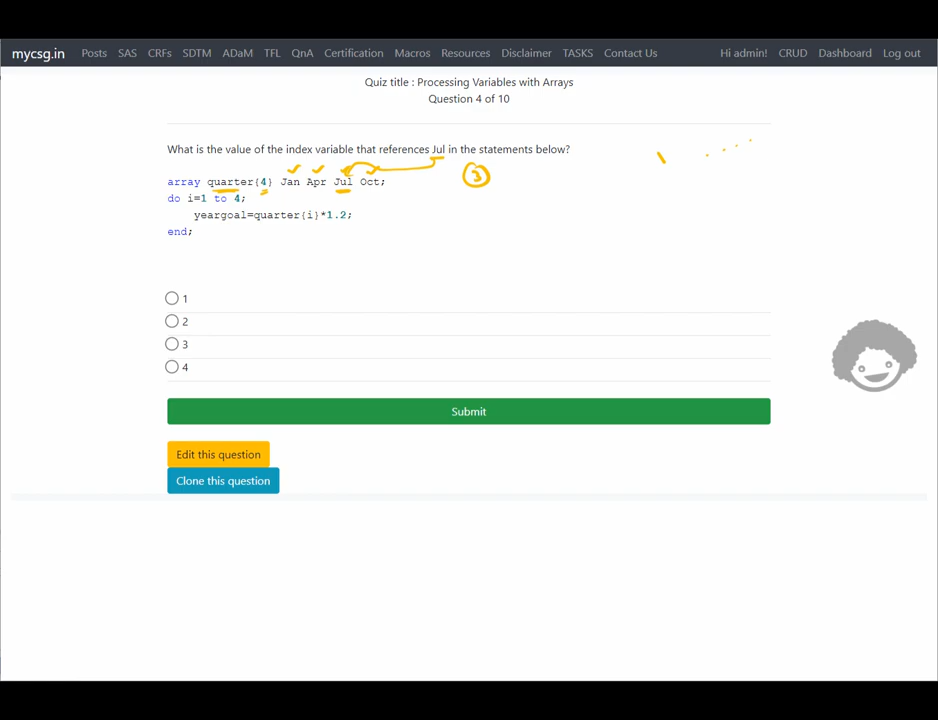 mycsg.in Posts SAS CRFs SDTM ADaM TFL QnA Certification Macros Resources Disclaimer TASKS Contact Us Hi admin! CRUD Dashboard Log out
Quiz title : Processing Variables with Arrays
Question 4 of 10
What is the value of the index variable that references Jul in the statements below?
3
array quarter{4} Jan Apr Jul Oct;
do i=1 to 4;
yeargoal=quarter{i}*1.2;
end;
1
2
3
4
Submit
Edit this question
Clone this question